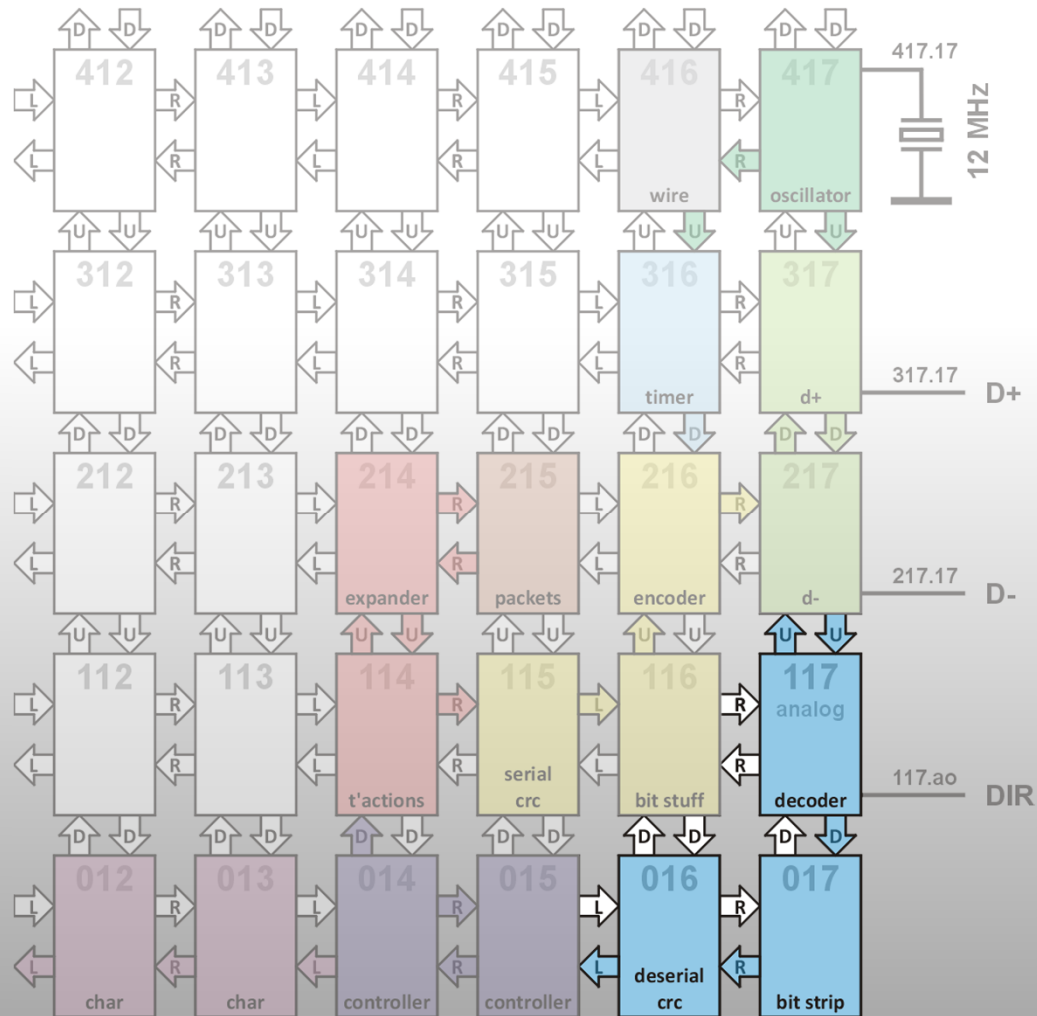 D D D D D D D D D D D D
412 413 414 415 416 417 417.17
L R L R L R
12 MHz
L R L R L R
wire oscillator
U U U U U U U U U U U U
312 313 314 315 316 317
L R L R L R
L R L R L R 317.17 D+
timer d+
D D D D D D D D D D D D
212 213 214 215 216 217
L R L R L R
L R L R L R 217.17 D-
expander packets encoder d-
U U U U U U U U U U U U
112 113 114 115 116 117
L R L R L R analog
L R L R L R 117.ao DIR
serial
t'actions crc bit stuff decoder
D D D D D D D D D D D D
012 013 014 015 016 017
L R L R L R
L R L R L R
deserial
char char controller controller crc bit strip